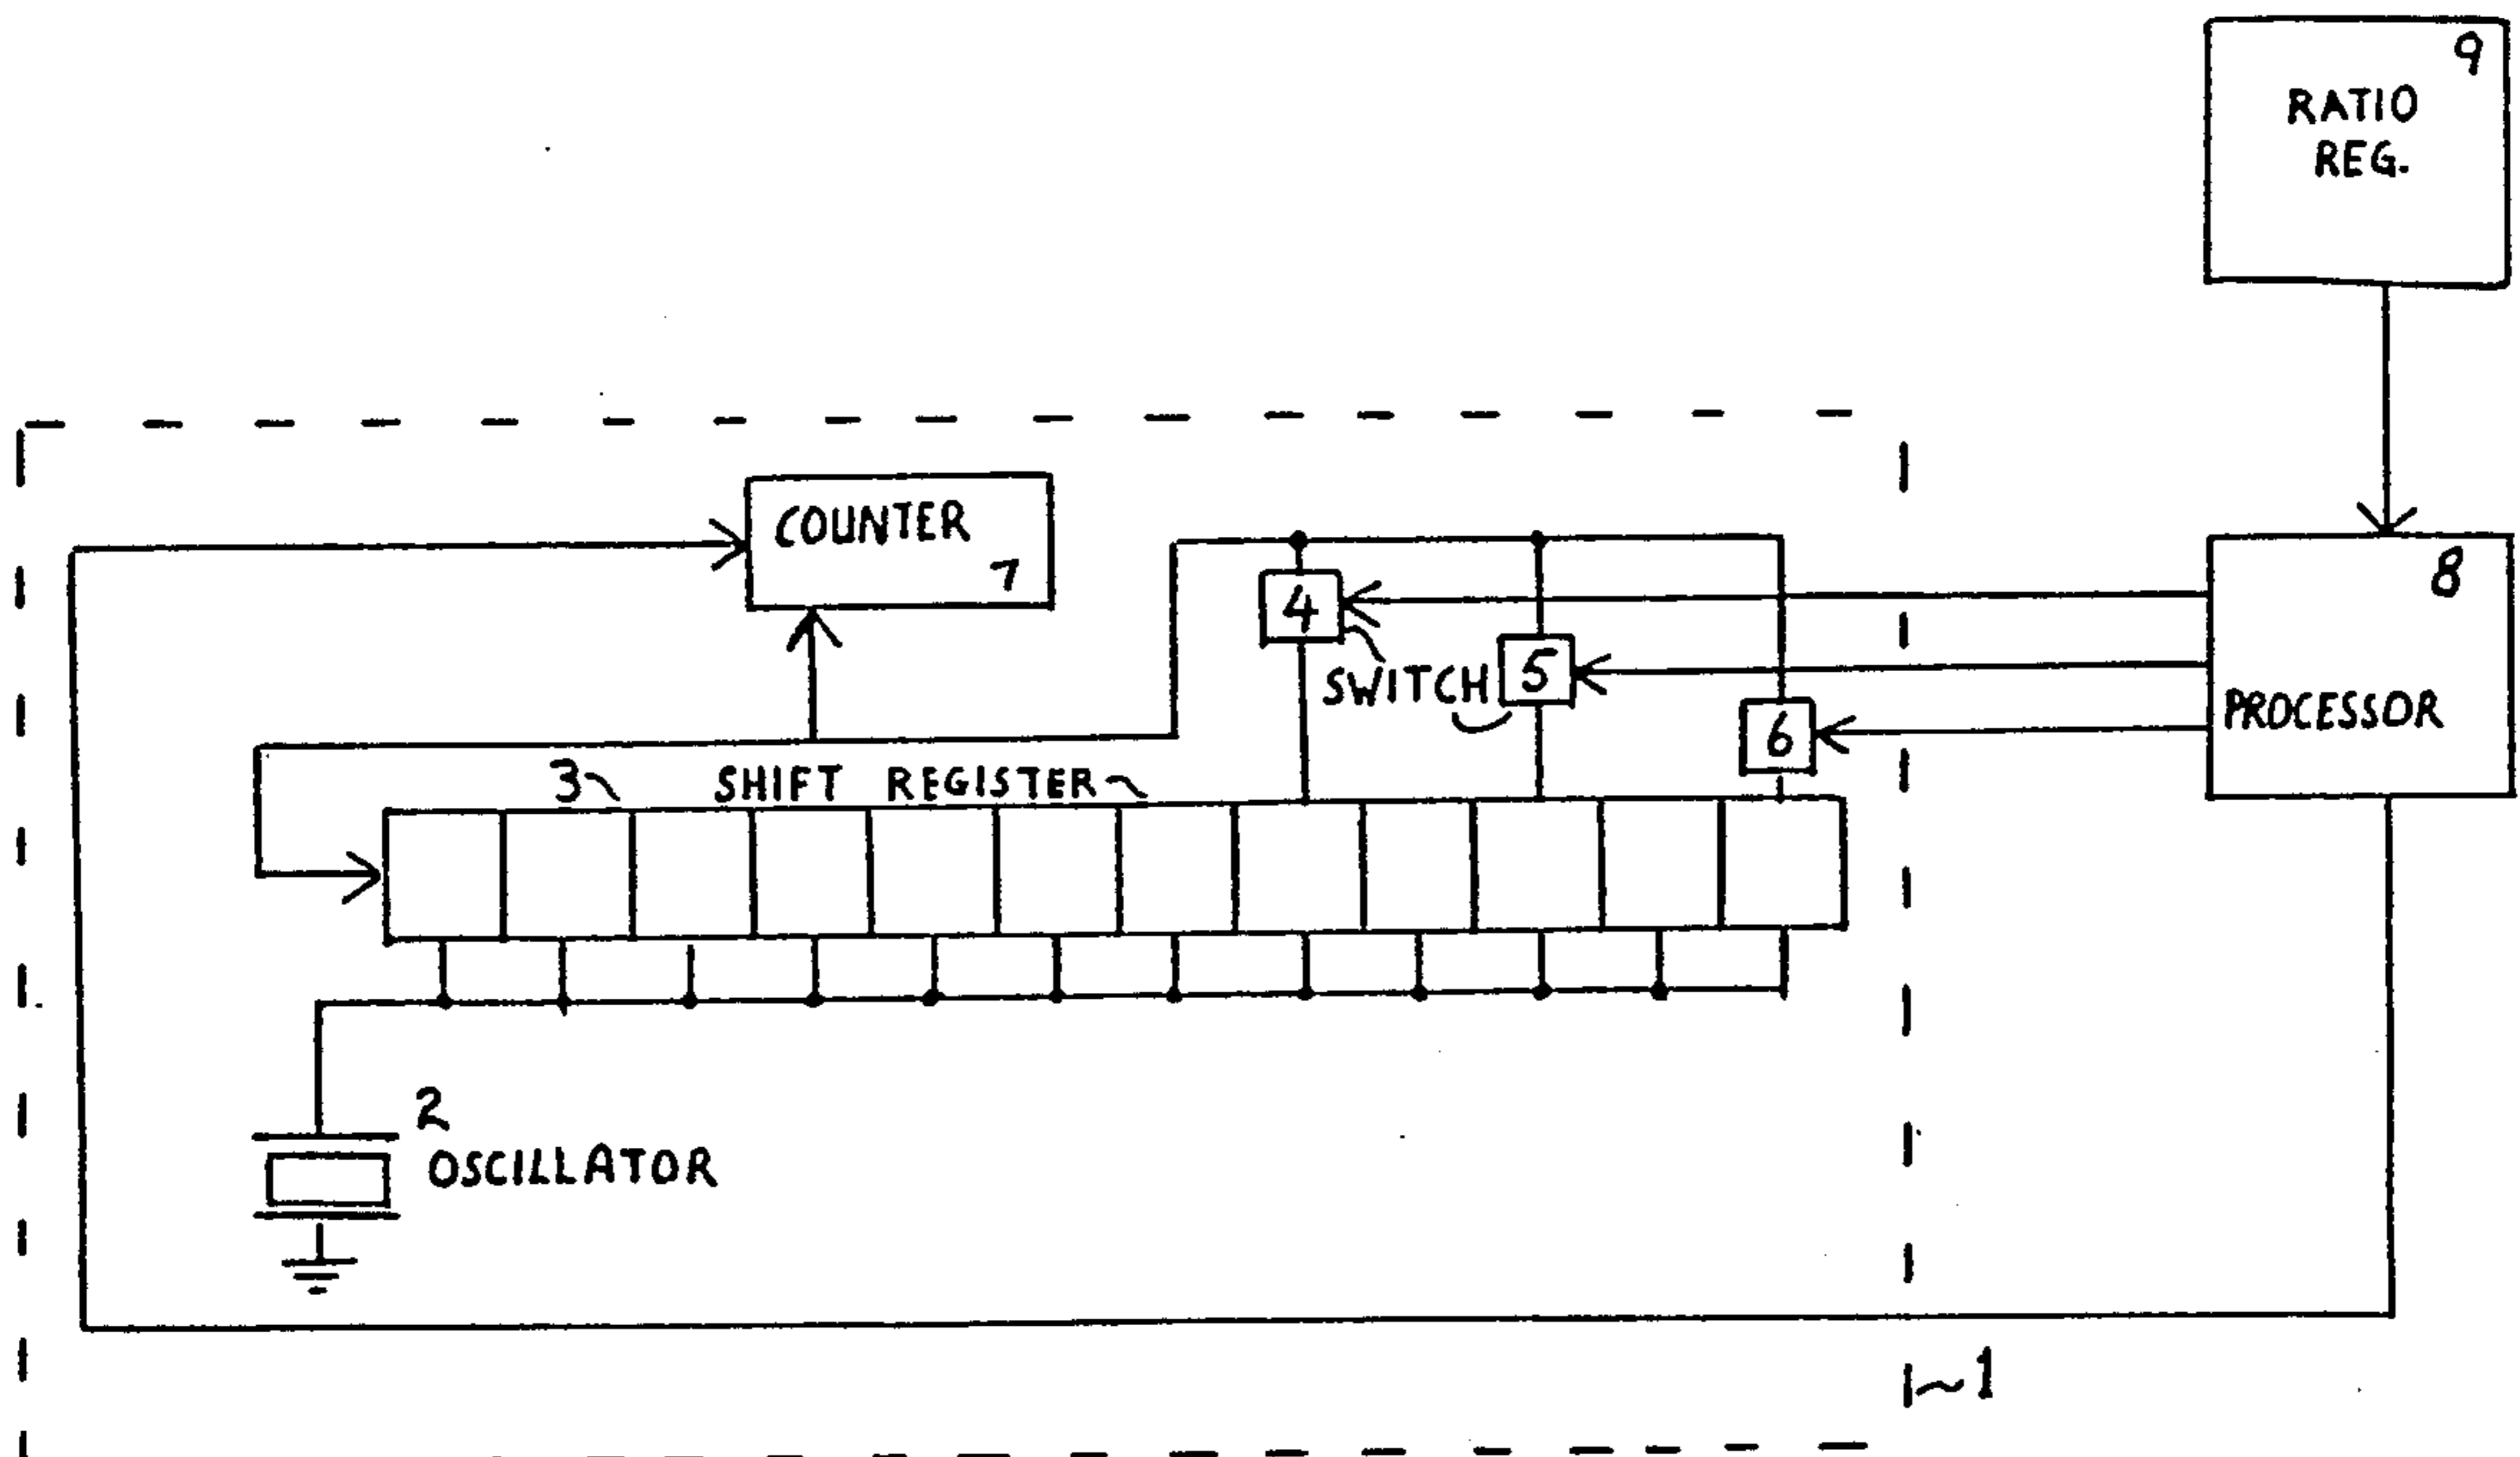 9
RATIO
REG.
COUNTER
7
4
8
SWITCH
5
PROCESSOR
6
3
SHIFT REGISTER
2
OSCILLATOR
1